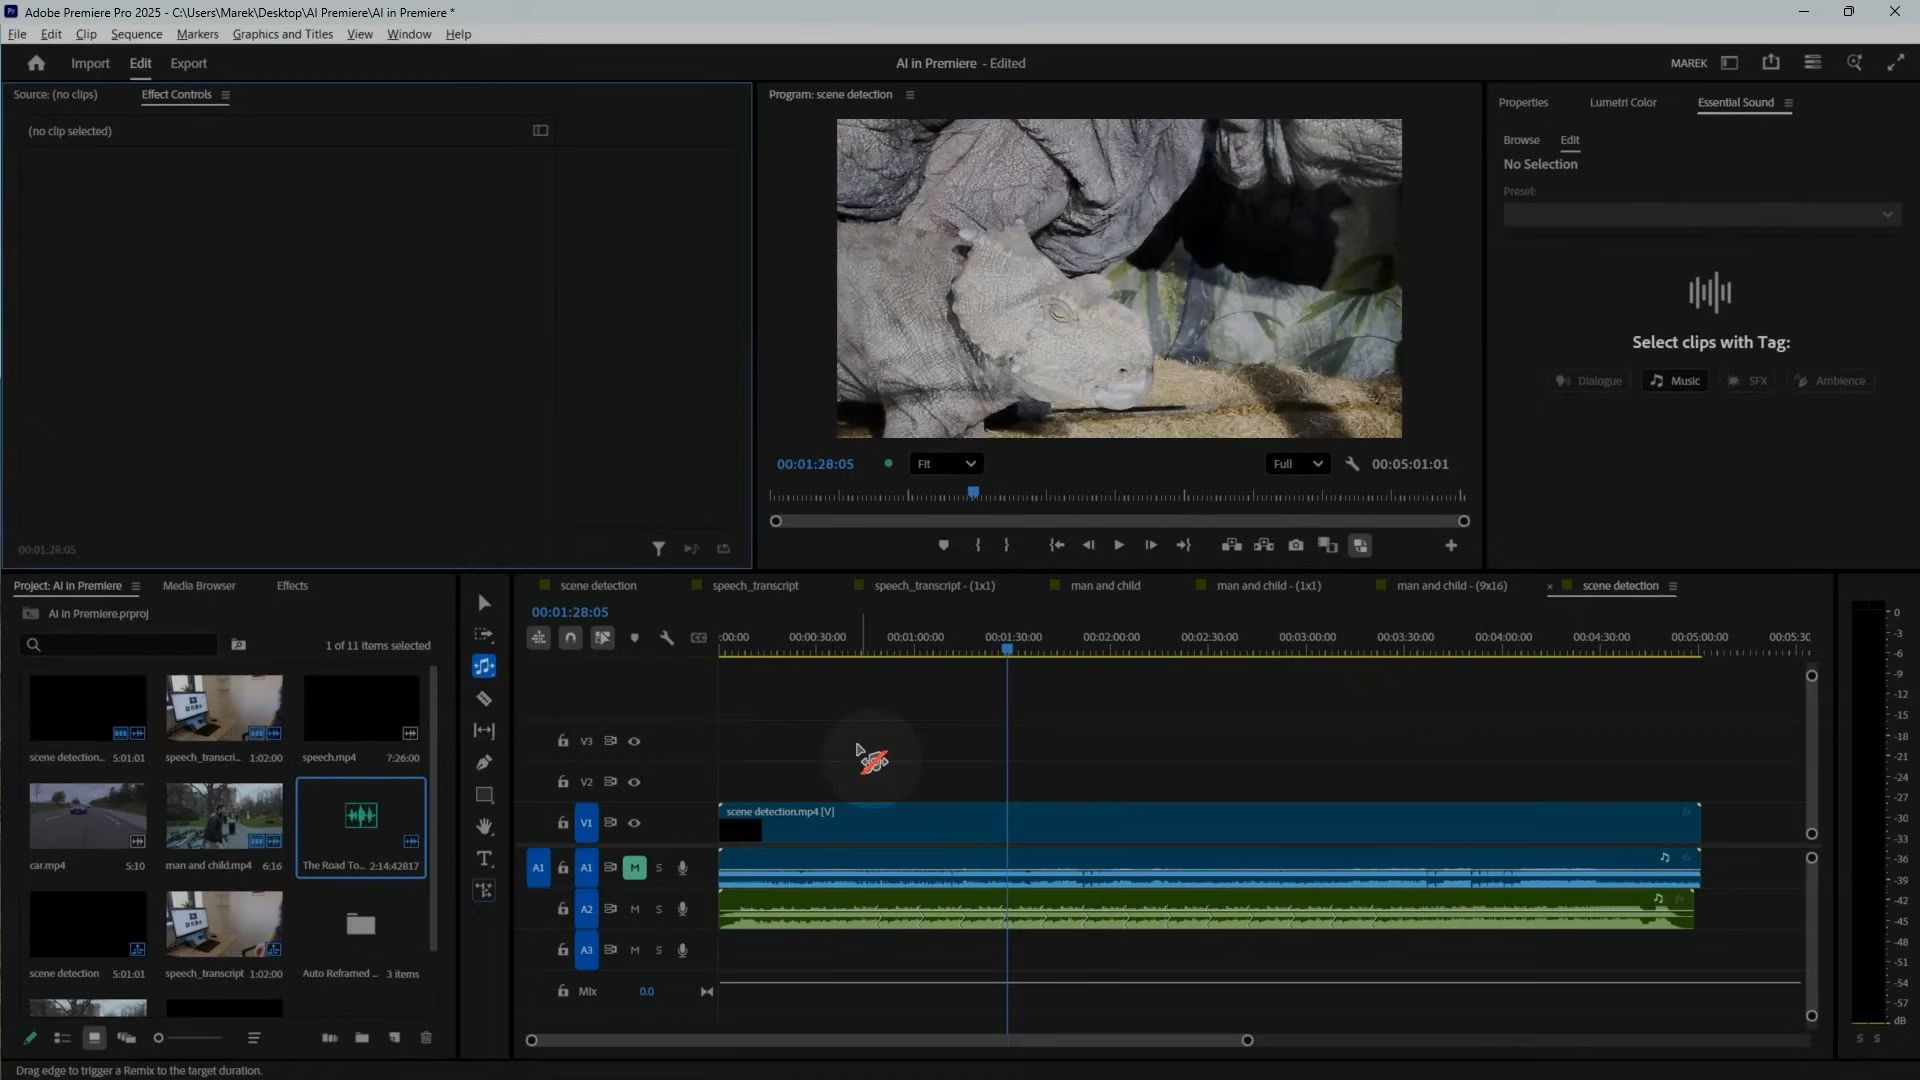 Adobe Premiere Pro 2025 - C:\Users\Marek\Desktop\AI Premiere\AI in Premiere *
File Edit Clip Sequence Markers Graphics and Titles View Window Help
Import Edit Export
AI in Premiere - Edited
MAREK
Source: (no clips)
Effect Controls
(no clip selected)
00:01:28:05
Program: scene detection
00:01:28:05
Fit
Full
00:05:01:01
Properties
Lumetri Color
Essential Sound
Browse
Edit
No Selection
Preset:
Select clips with Tag:
Dialogue
Music
SFX
Ambience
Project: AI in Premiere
Media Browser
Effects
AI in Premiere.prproj
1 of 11 items selected
scene detection... 5:01:01
speech_transcri... 1:02:00
speech.mp4 7:26:00
car.mp4 5:10
man and child.mp4 6:16
The Road To... 2:14:42817
scene detection 5:01:01
speech_transcript 1:02:00
Auto Reframed ... 3 items
scene detection
speech_transcript
speech_transcript - (1x1)
man and child
man and child - (1x1)
man and child - (9x16)
× scene detection
00:01:28:05
:00:00 00:00:30:00 00:01:00:00 00:01:30:00 00:02:00:00 00:02:30:00 00:03:00:00 00:03:30:00 00:04:00:00 00:04:30:00 00:05:00:00 00:05:30
V3
V2
V1
scene detection.mp4 [V]
fx
A1 A1 M S
fx
A2 M S
fx
A3 M S
Mix 0.0
0
-3
-6
-9
-12
-15
-18
-21
-24
-27
-30
-33
-36
-39
-42
-45
-48
-51
-54
-57
dB
S S
Drag edge to trigger a Remix to the target duration.